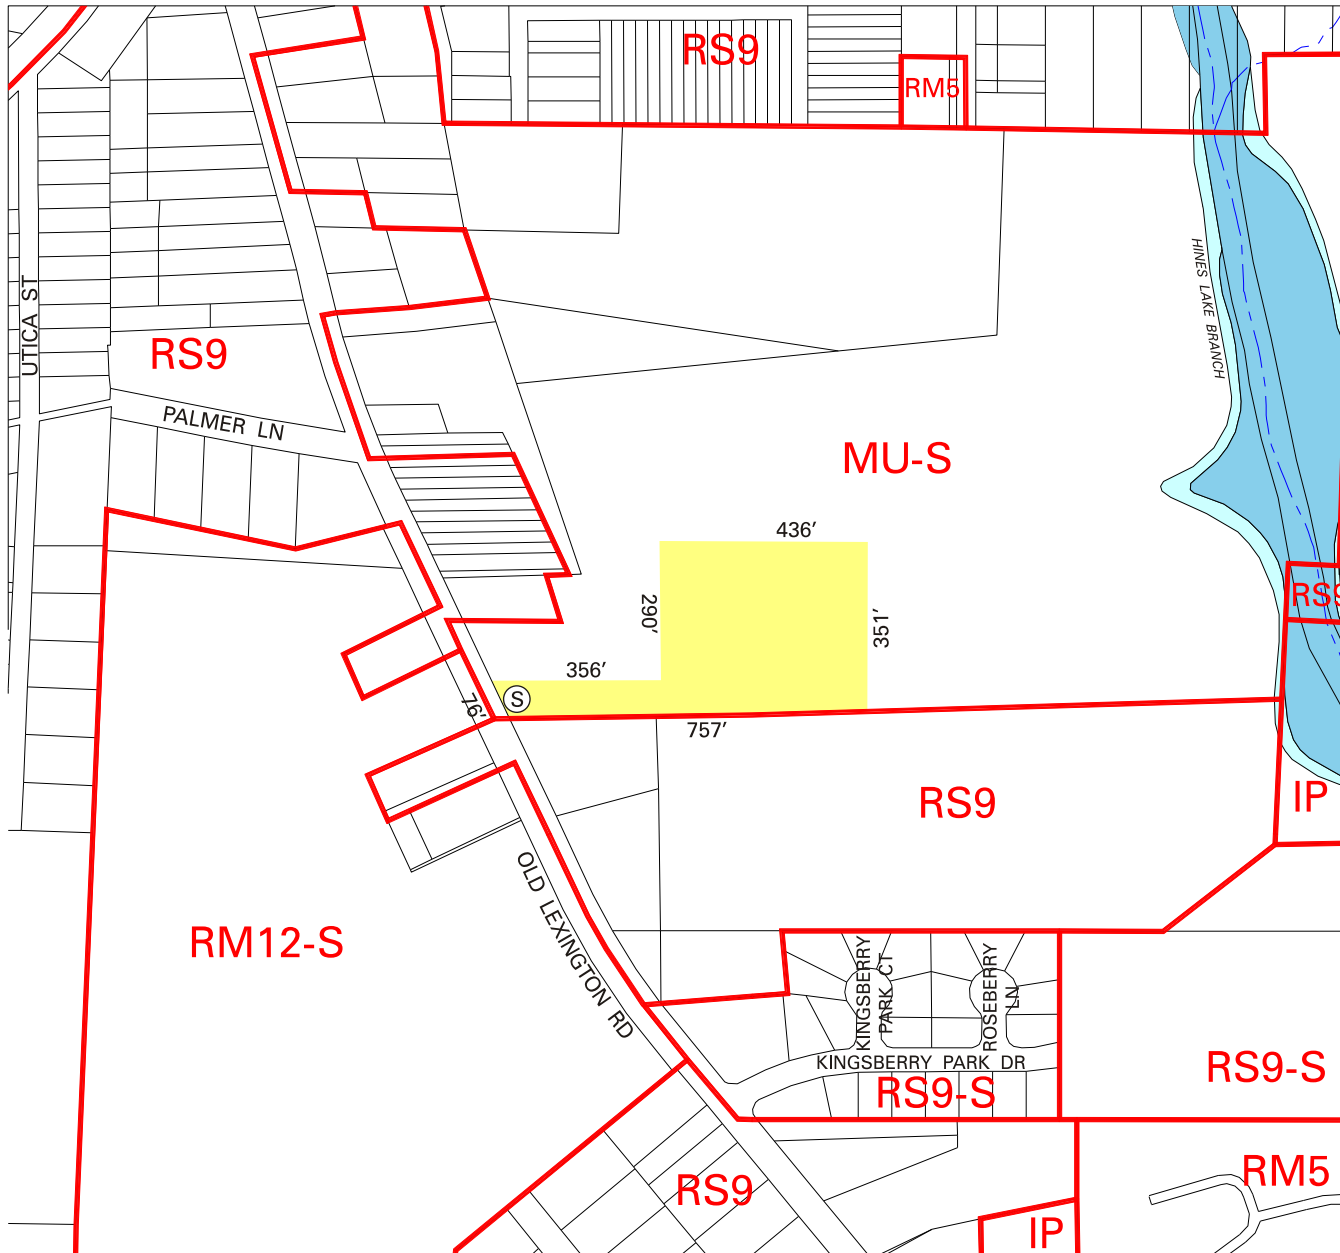 RS9
RM5
HINES LAKE BRANCH
UTICA ST
RS9
PALMER LN
MU-S
436'
290'
351'
RS9
356'
S
76'
757'
RS9
IP
OLD LEXINGTON RD
RM12-S
KINGSBERRY
PARK CT
ROSEBERRY
LN
KINGSBERRY PARK DR
RS9-S
RS9-S
RS9
RM5
IP